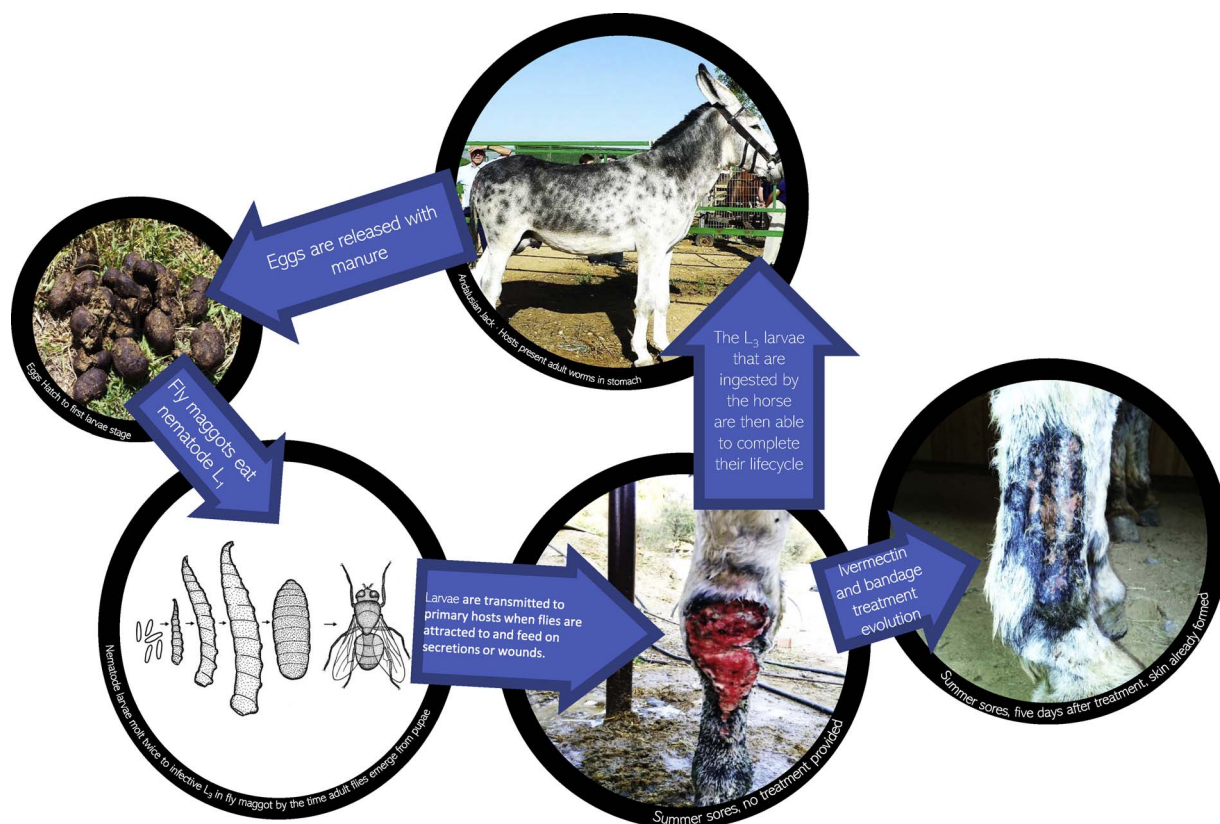 Andalusian Jack - Hosts present adult worms in stomach
Eggs are released with
manure
Eggs Hatch to first larvae stage
Fly maggots eat
nematode L₁
Nematode larvae molt twice to infective L₃ in fly maggot by the time adult flies emerge from pupae
Larvae are transmitted to
primary hosts when flies are
attracted to and feed on
secretions or wounds.
Summer sores, no treatment provided
The L₃ larvae
that are
ingested by
the horse
are then able
to complete
their lifecycle
Ivermectin
and bandage
treatment
evolution
Summer sores, five days after treatment, skin already formed